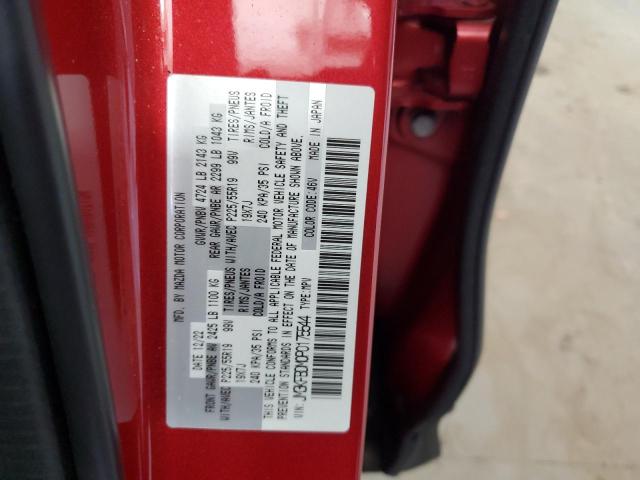 MFD. BY MAZDA MOTOR CORPORATION
DATE 12/22 GVWR/PNBV 4724 LB 2143 KG
FRONT GAWR/PNBE AV 2425 LB 1100 KG REAR GAWR/PNBE AR 2299 LB 1043 KG
WITH/AVEC P225/55R19 99V TIRES/PNEUS WITH/AVEC P225/55R19 99V TIRES/PNEUS
19X7J RIMS/JANTES 19X7J RIMS/JANTES
240 KPA/35 PSI COLD/A FROID 240 KPA/35 PSI COLD/A FROID
THIS VEHICLE CONFORMS TO ALL APPLICABLE FEDERAL MOTOR VEHICLE SAFETY AND THEFT
PREVENTION STANDARDS IN EFFECT ON THE DATE OF MANUFACTURE SHOWN ABOVE.
VIN: TYPE:MPV COLOR CODE:46V MADE IN JAPAN